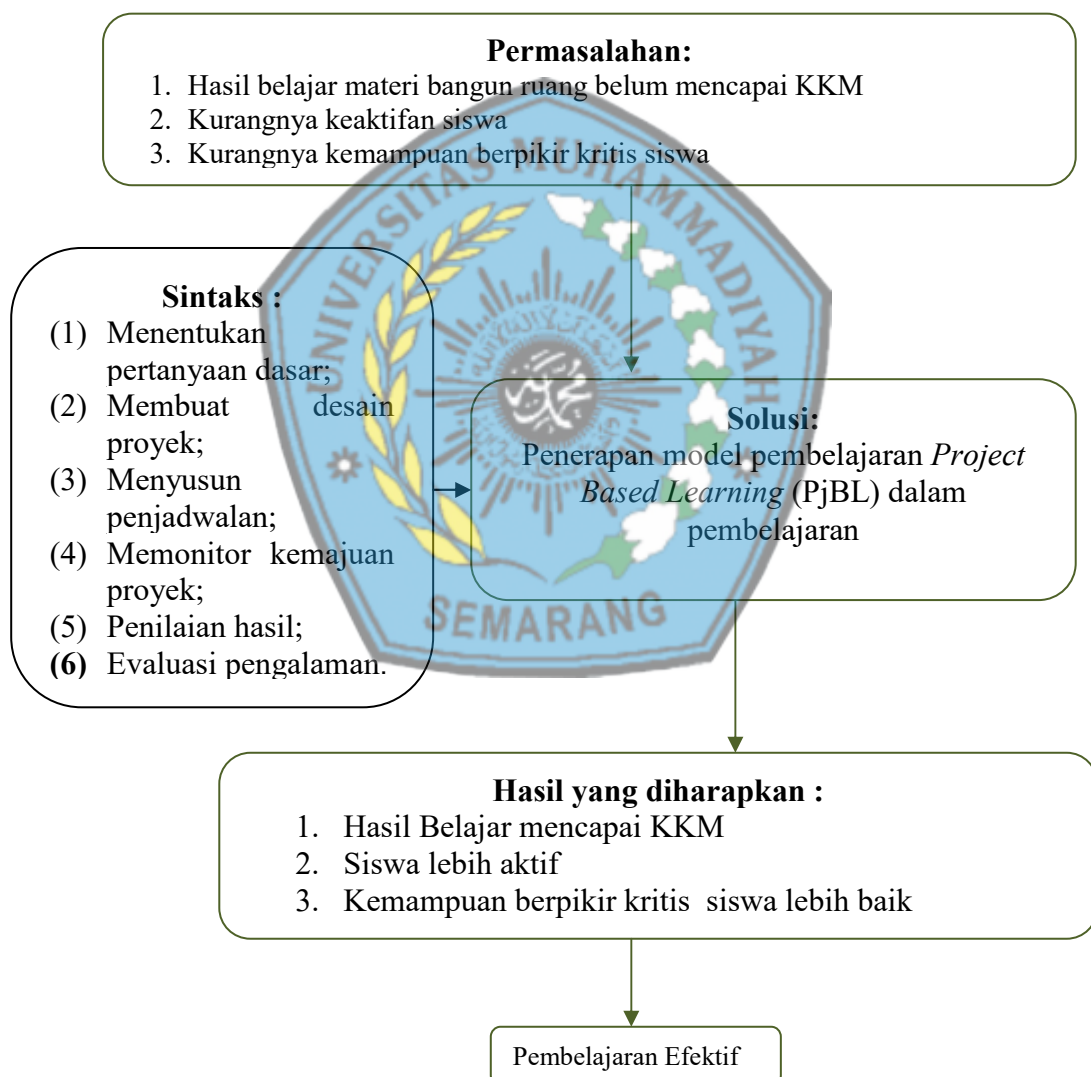 Permasalahan:
1. Hasil belajar materi bangun ruang belum mencapai KKM
2. Kurangnya keaktifan siswa
3. Kurangnya kemampuan berpikir kritis siswa
UNIVERSITAS MUHAMMADIYAH
SEMARANG
Sintaks :
(1) Menentukan
pertanyaan dasar;
(2) Membuat desain
proyek;
(3) Menyusun
penjadwalan;
(4) Memonitor kemajuan
proyek;
(5) Penilaian hasil;
(6) Evaluasi pengalaman.
Solusi:
Penerapan model pembelajaran Project
Based Learning (PjBL) dalam
pembelajaran
Hasil yang diharapkan :
1. Hasil Belajar mencapai KKM
2. Siswa lebih aktif
3. Kemampuan berpikir kritis siswa lebih baik
Pembelajaran Efektif